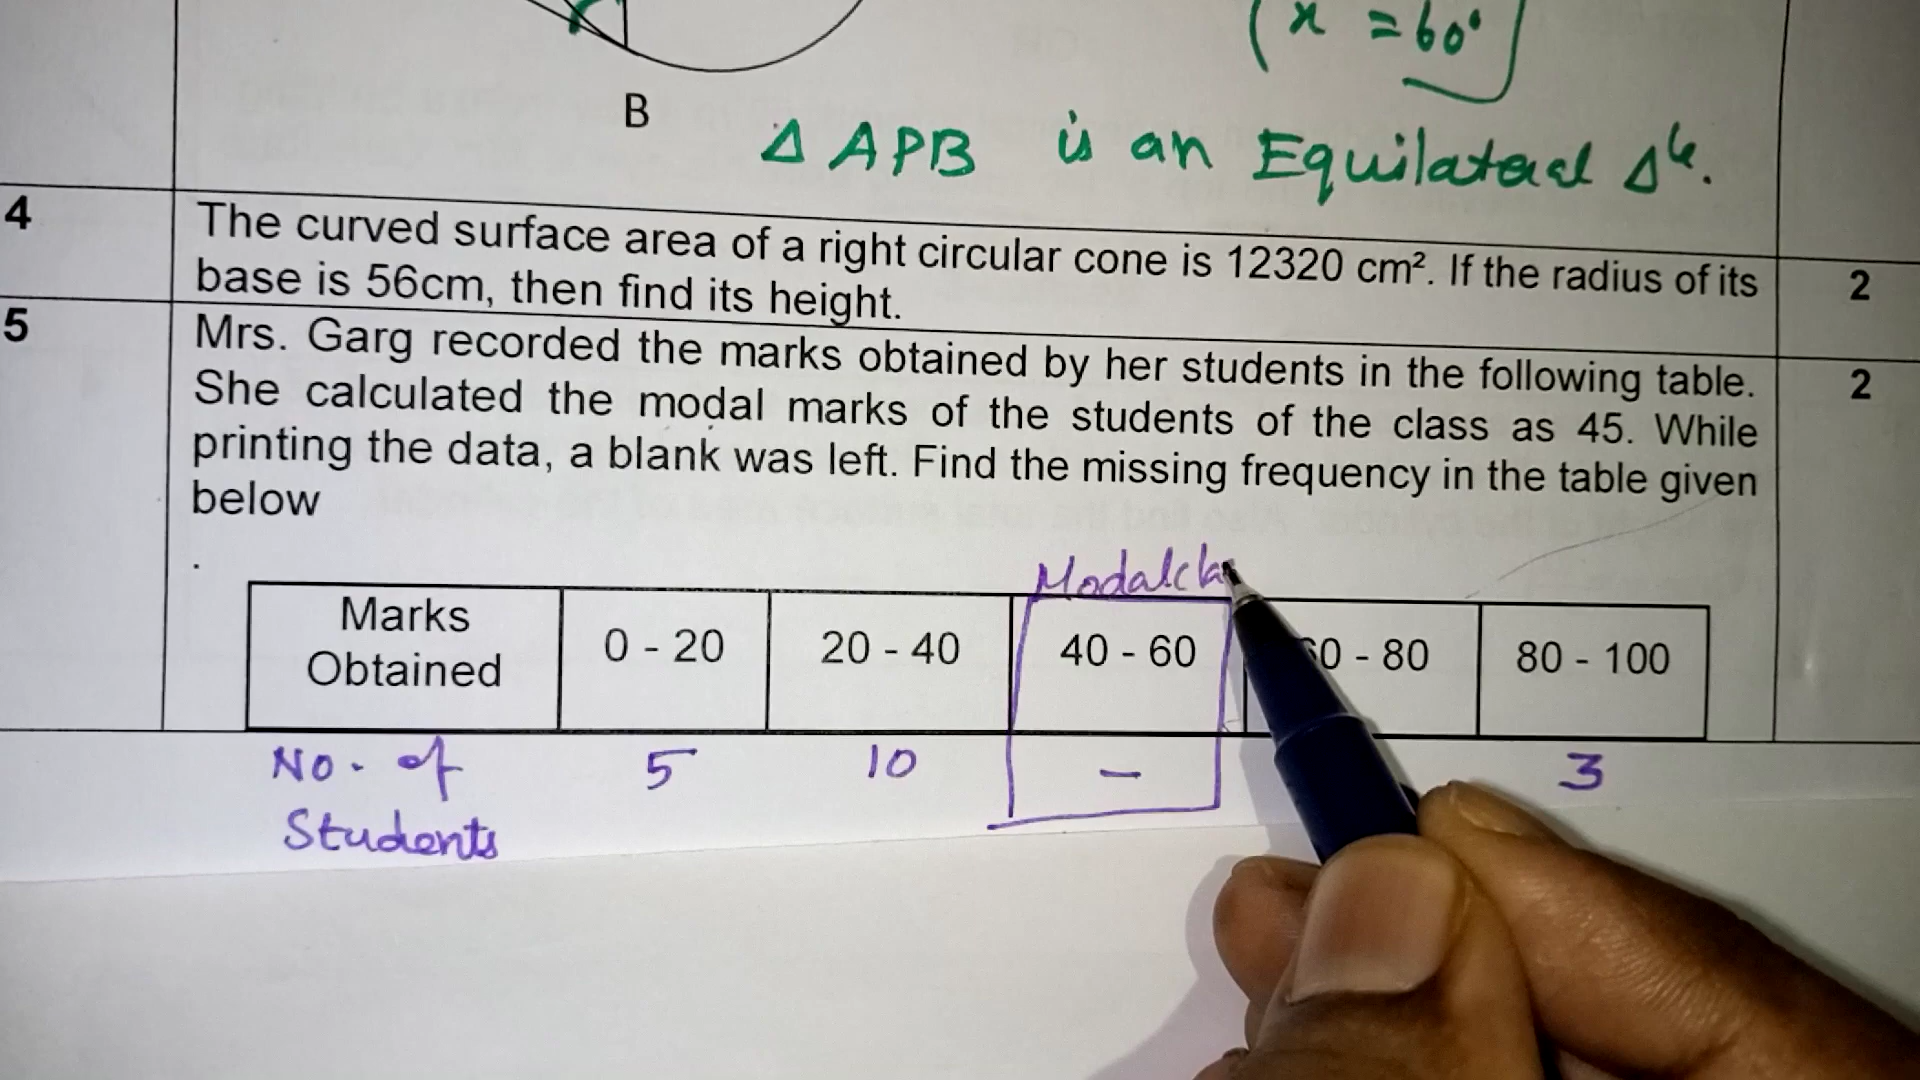 (x = 60°)
B
Δ APB is an Equilateral Δle.
4
The curved surface area of a right circular cone is 12320 cm². If the radius of its
base is 56cm, then find its height.
2
5
Mrs. Garg recorded the marks obtained by her students in the following table.
She calculated the modal marks of the students of the class as 45. While
printing the data, a blank was left. Find the missing frequency in the table given
below
2
Modal cla
Marks
Obtained
0 - 20
20 - 40
40 - 60
0 - 80
80 - 100
No. of
Students
5
10
–
3